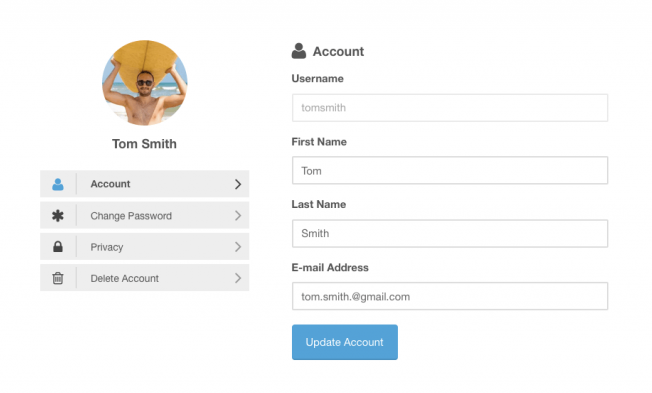 Tom Smith
Account
Change Password
Privacy
Delete Account
Account
Username
tomsmith
First Name
Tom
Last Name
Smith
E-mail Address
tom.smith.@gmail.com
Update Account